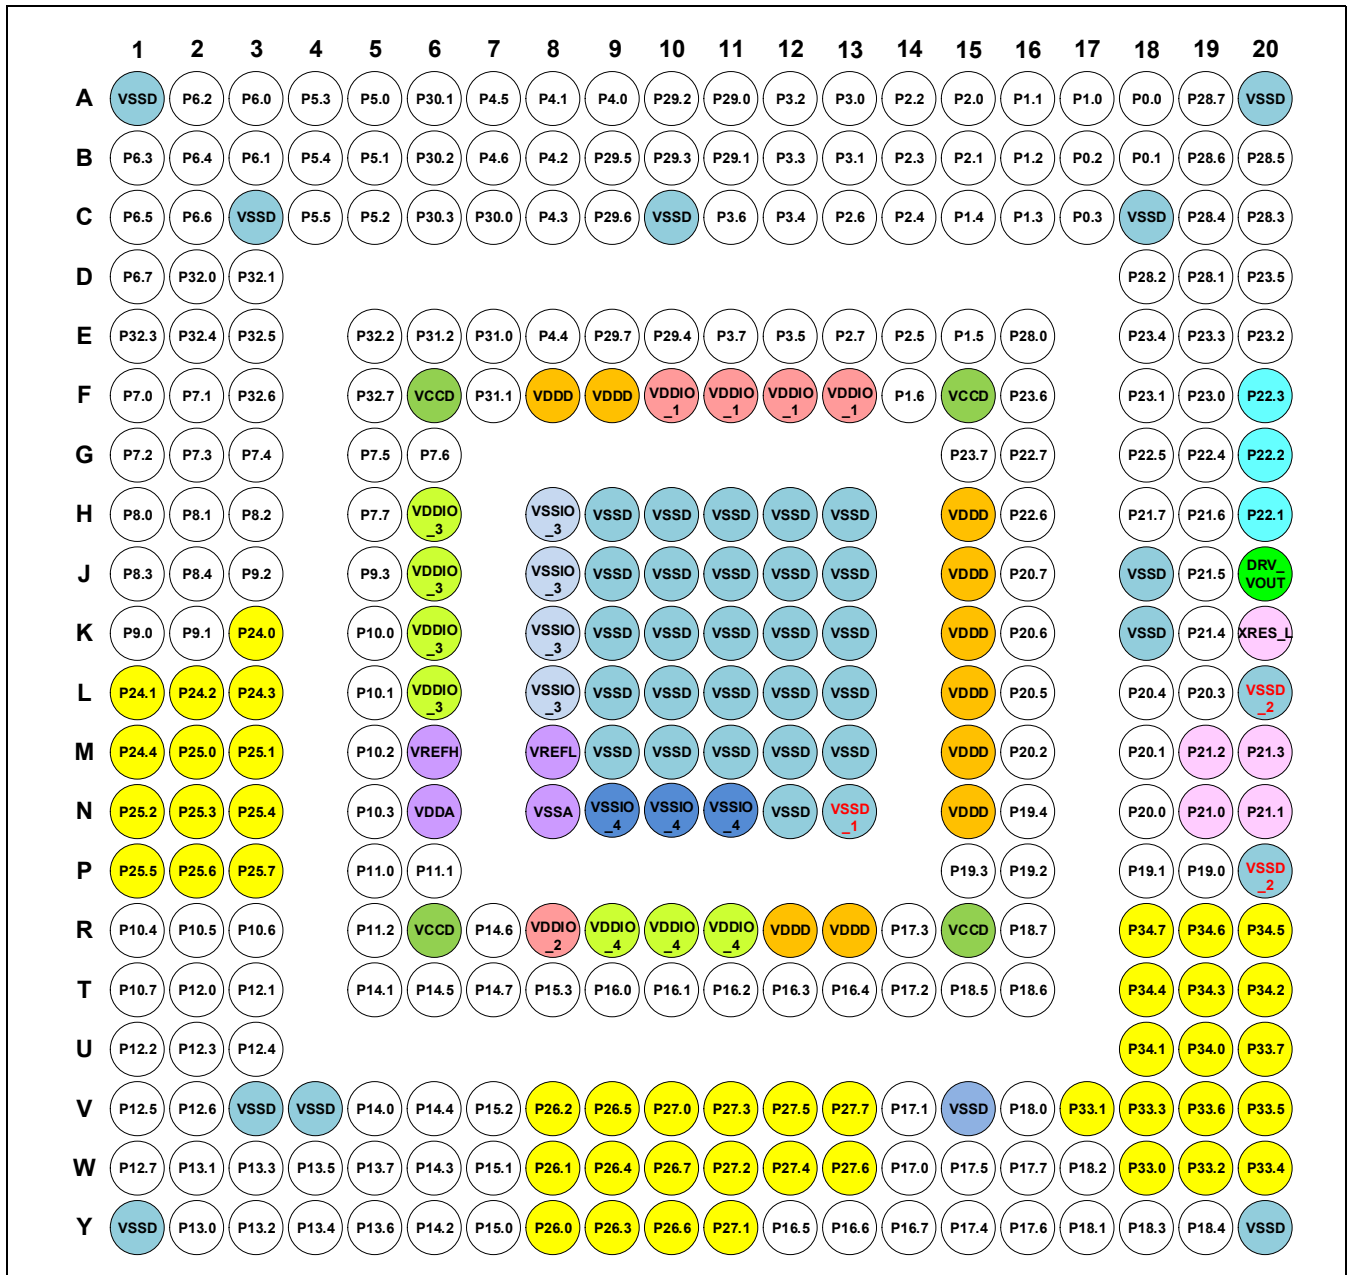 1 2 3 4 5 6 7 8 9 10 11 12 13 14 15 16 17 18 19 20
A VSSD P6.2 P6.0 P5.3 P5.0 P30.1 P4.5 P4.1 P4.0 P29.2 P29.0 P3.2 P3.0 P2.2 P2.0 P1.1 P1.0 P0.0 P28.7 VSSD
B P6.3 P6.4 P6.1 P5.4 P5.1 P30.2 P4.6 P4.2 P29.5 P29.3 P29.1 P3.3 P3.1 P2.3 P2.1 P1.2 P0.2 P0.1 P28.6 P28.5
C P6.5 P6.6 VSSD P5.5 P5.2 P30.3 P30.0 P4.3 P29.6 VSSD P3.6 P3.4 P2.6 P2.4 P1.4 P1.3 P0.3 VSSD P28.4 P28.3
D P6.7 P32.0 P32.1 P28.2 P28.1 P23.5
E P32.3 P32.4 P32.5 P32.2 P31.2 P31.0 P4.4 P29.7 P29.4 P3.7 P3.5 P2.7 P2.5 P1.5 P28.0 P23.4 P23.3 P23.2
F P7.0 P7.1 P32.6 P32.7 VCCD P31.1 VDDD VDDD VDDIO_1 VDDIO_1 VDDIO_1 VDDIO_1 P1.6 VCCD P23.6 P23.1 P23.0 P22.3
G P7.2 P7.3 P7.4 P7.5 P7.6 P23.7 P22.7 P22.5 P22.4 P22.2
H P8.0 P8.1 P8.2 P7.7 VDDIO_3 VSSIO_3 VSSD VSSD VSSD VSSD VSSD VDDD P22.6 P21.7 P21.6 P22.1
J P8.3 P8.4 P9.2 P9.3 VDDIO_3 VSSIO_3 VSSD VSSD VSSD VSSD VSSD VDDD P20.7 VSSD P21.5 DRV_VOUT
K P9.0 P9.1 P24.0 P10.0 VDDIO_3 VSSIO_3 VSSD VSSD VSSD VSSD VSSD VDDD P20.6 VSSD P21.4 XRES_L
L P24.1 P24.2 P24.3 P10.1 VDDIO_3 VSSIO_3 VSSD VSSD VSSD VSSD VSSD VDDD P20.5 P20.4 P20.3 VSSD_2
M P24.4 P25.0 P25.1 P10.2 VREFH VREFL VSSD VSSD VSSD VSSD VSSD VDDD P20.2 P20.1 P21.2 P21.3
N P25.2 P25.3 P25.4 P10.3 VDDA VSSA VSSIO_4 VSSIO_4 VSSIO_4 VSSD VSSD_1 VDDD P19.4 P20.0 P21.0 P21.1
P P25.5 P25.6 P25.7 P11.0 P11.1 P19.3 P19.2 P19.1 P19.0 VSSD_2
R P10.4 P10.5 P10.6 P11.2 VCCD P14.6 VDDIO_2 VDDIO_4 VDDIO_4 VDDIO_4 VDDD VDDD P17.3 VCCD P18.7 P34.7 P34.6 P34.5
T P10.7 P12.0 P12.1 P14.1 P14.5 P14.7 P15.3 P16.0 P16.1 P16.2 P16.3 P16.4 P17.2 P18.5 P18.6 P34.4 P34.3 P34.2
U P12.2 P12.3 P12.4 P34.1 P34.0 P33.7
V P12.5 P12.6 VSSD VSSD P14.0 P14.4 P15.2 P26.2 P26.5 P27.0 P27.3 P27.5 P27.7 P17.1 VSSD P18.0 P33.1 P33.3 P33.6 P33.5
W P12.7 P13.1 P13.3 P13.5 P13.7 P14.3 P15.1 P26.1 P26.4 P26.7 P27.2 P27.4 P27.6 P17.0 P17.5 P17.7 P18.2 P33.0 P33.2 P33.4
Y VSSD P13.0 P13.2 P13.4 P13.6 P14.2 P15.0 P26.0 P26.3 P26.6 P27.1 P16.5 P16.6 P16.7 P17.4 P17.6 P18.1 P18.3 P18.4 VSSD